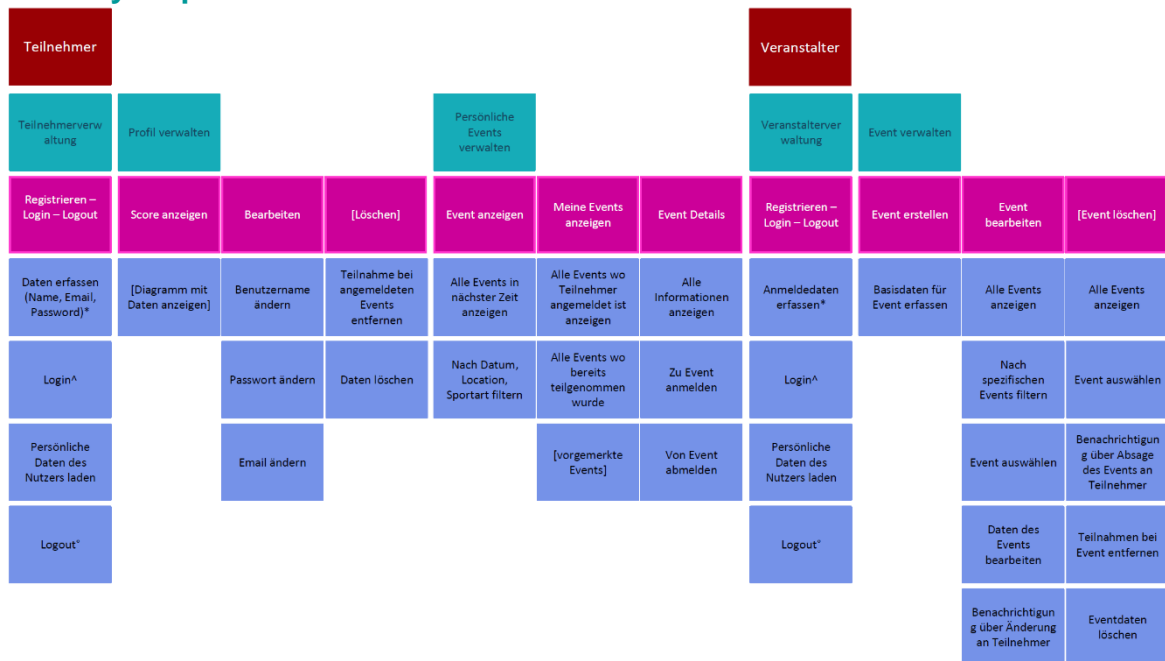 Teilnehmer
Veranstalter
Teilnehmerverw
altung
Profil verwalten
Persönliche
Events
verwalten
Veranstalterver
waltung
Event verwalten
Registrieren –
Login – Logout
Score anzeigen
Bearbeiten
[Löschen]
Event anzeigen
Meine Events
anzeigen
Event Details
Registrieren –
Login – Logout
Event erstellen
Event
bearbeiten
[Event löschen]
Daten erfassen
(Name, Email,
Password)*
[Diagramm mit
Daten anzeigen]
Benutzername
ändern
Teilnahme bei
angemeldeten
Events
entfernen
Alle Events in
nächster Zeit
anzeigen
Alle Events wo
Teilnehmer
angemeldet ist
anzeigen
Alle
Informationen
anzeigen
Anmeldedaten
erfassen*
Basisdaten für
Event erfassen
Alle Events
anzeigen
Alle Events
anzeigen
Login^
Passwort ändern
Daten löschen
Nach Datum,
Location,
Sportart filtern
Alle Events wo
bereits
teilgenommen
wurde
Zu Event
anmelden
Login^
Nach
spezifischen
Events filtern
Event auswählen
Persönliche
Daten des
Nutzers laden
Email ändern
[vorgemerkte
Events]
Von Event
abmelden
Persönliche
Daten des
Nutzers laden
Event auswählen
Benachrichtigun
g über Absage
des Events an
Teilnehmer
Logout°
Logout°
Daten des
Events
bearbeiten
Teilnahmen bei
Event entfernen
Benachrichtigun
g über Änderung
an Teilnehmer
Eventdaten
löschen